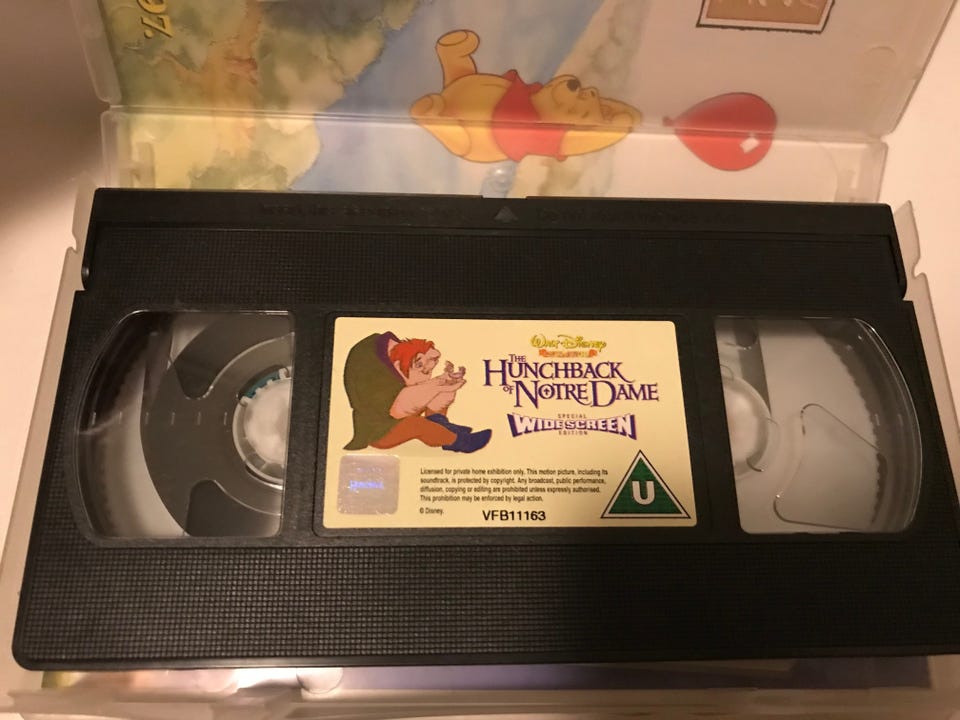 97.
WALT DISNEY
THE
HUNCHBACK
OF NOTRE DAME
SPECIAL
WIDESCREEN
EDITION
Licensed for private home exhibition only. This motion picture, including its
soundtrack, is protected by copyright. Any broadcast, public performance,
diffusion, copying or editing are prohibited unless expressly authorised.
This prohibition may be enforced by legal action.
© Disney.
VFB11163
U